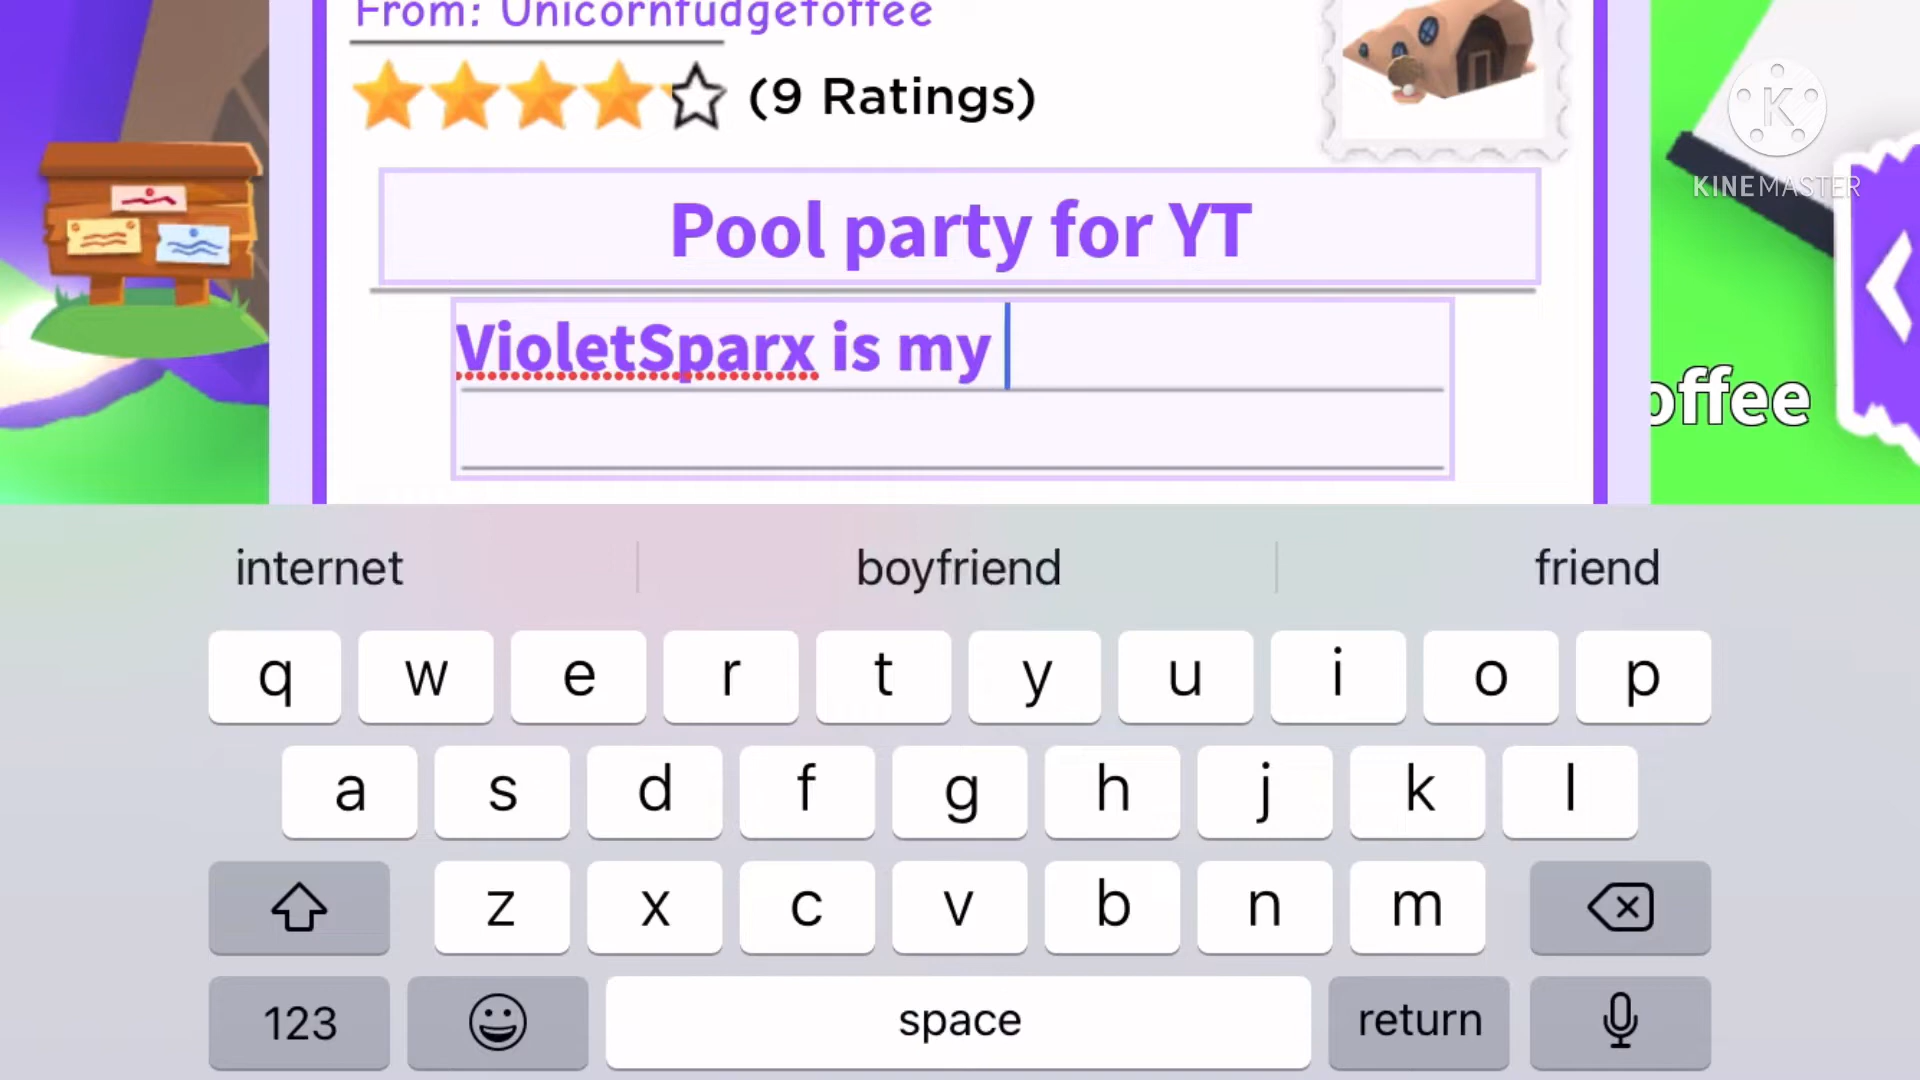 From: Unicornfudgetoffee
(9 Ratings)
K
KINEMASTER
Pool party for YT
VioletSparx is my
offee
internet boyfriend friend
q w e r t y u i o p
a s d f g h j k l
z x c v b n m
123 space return